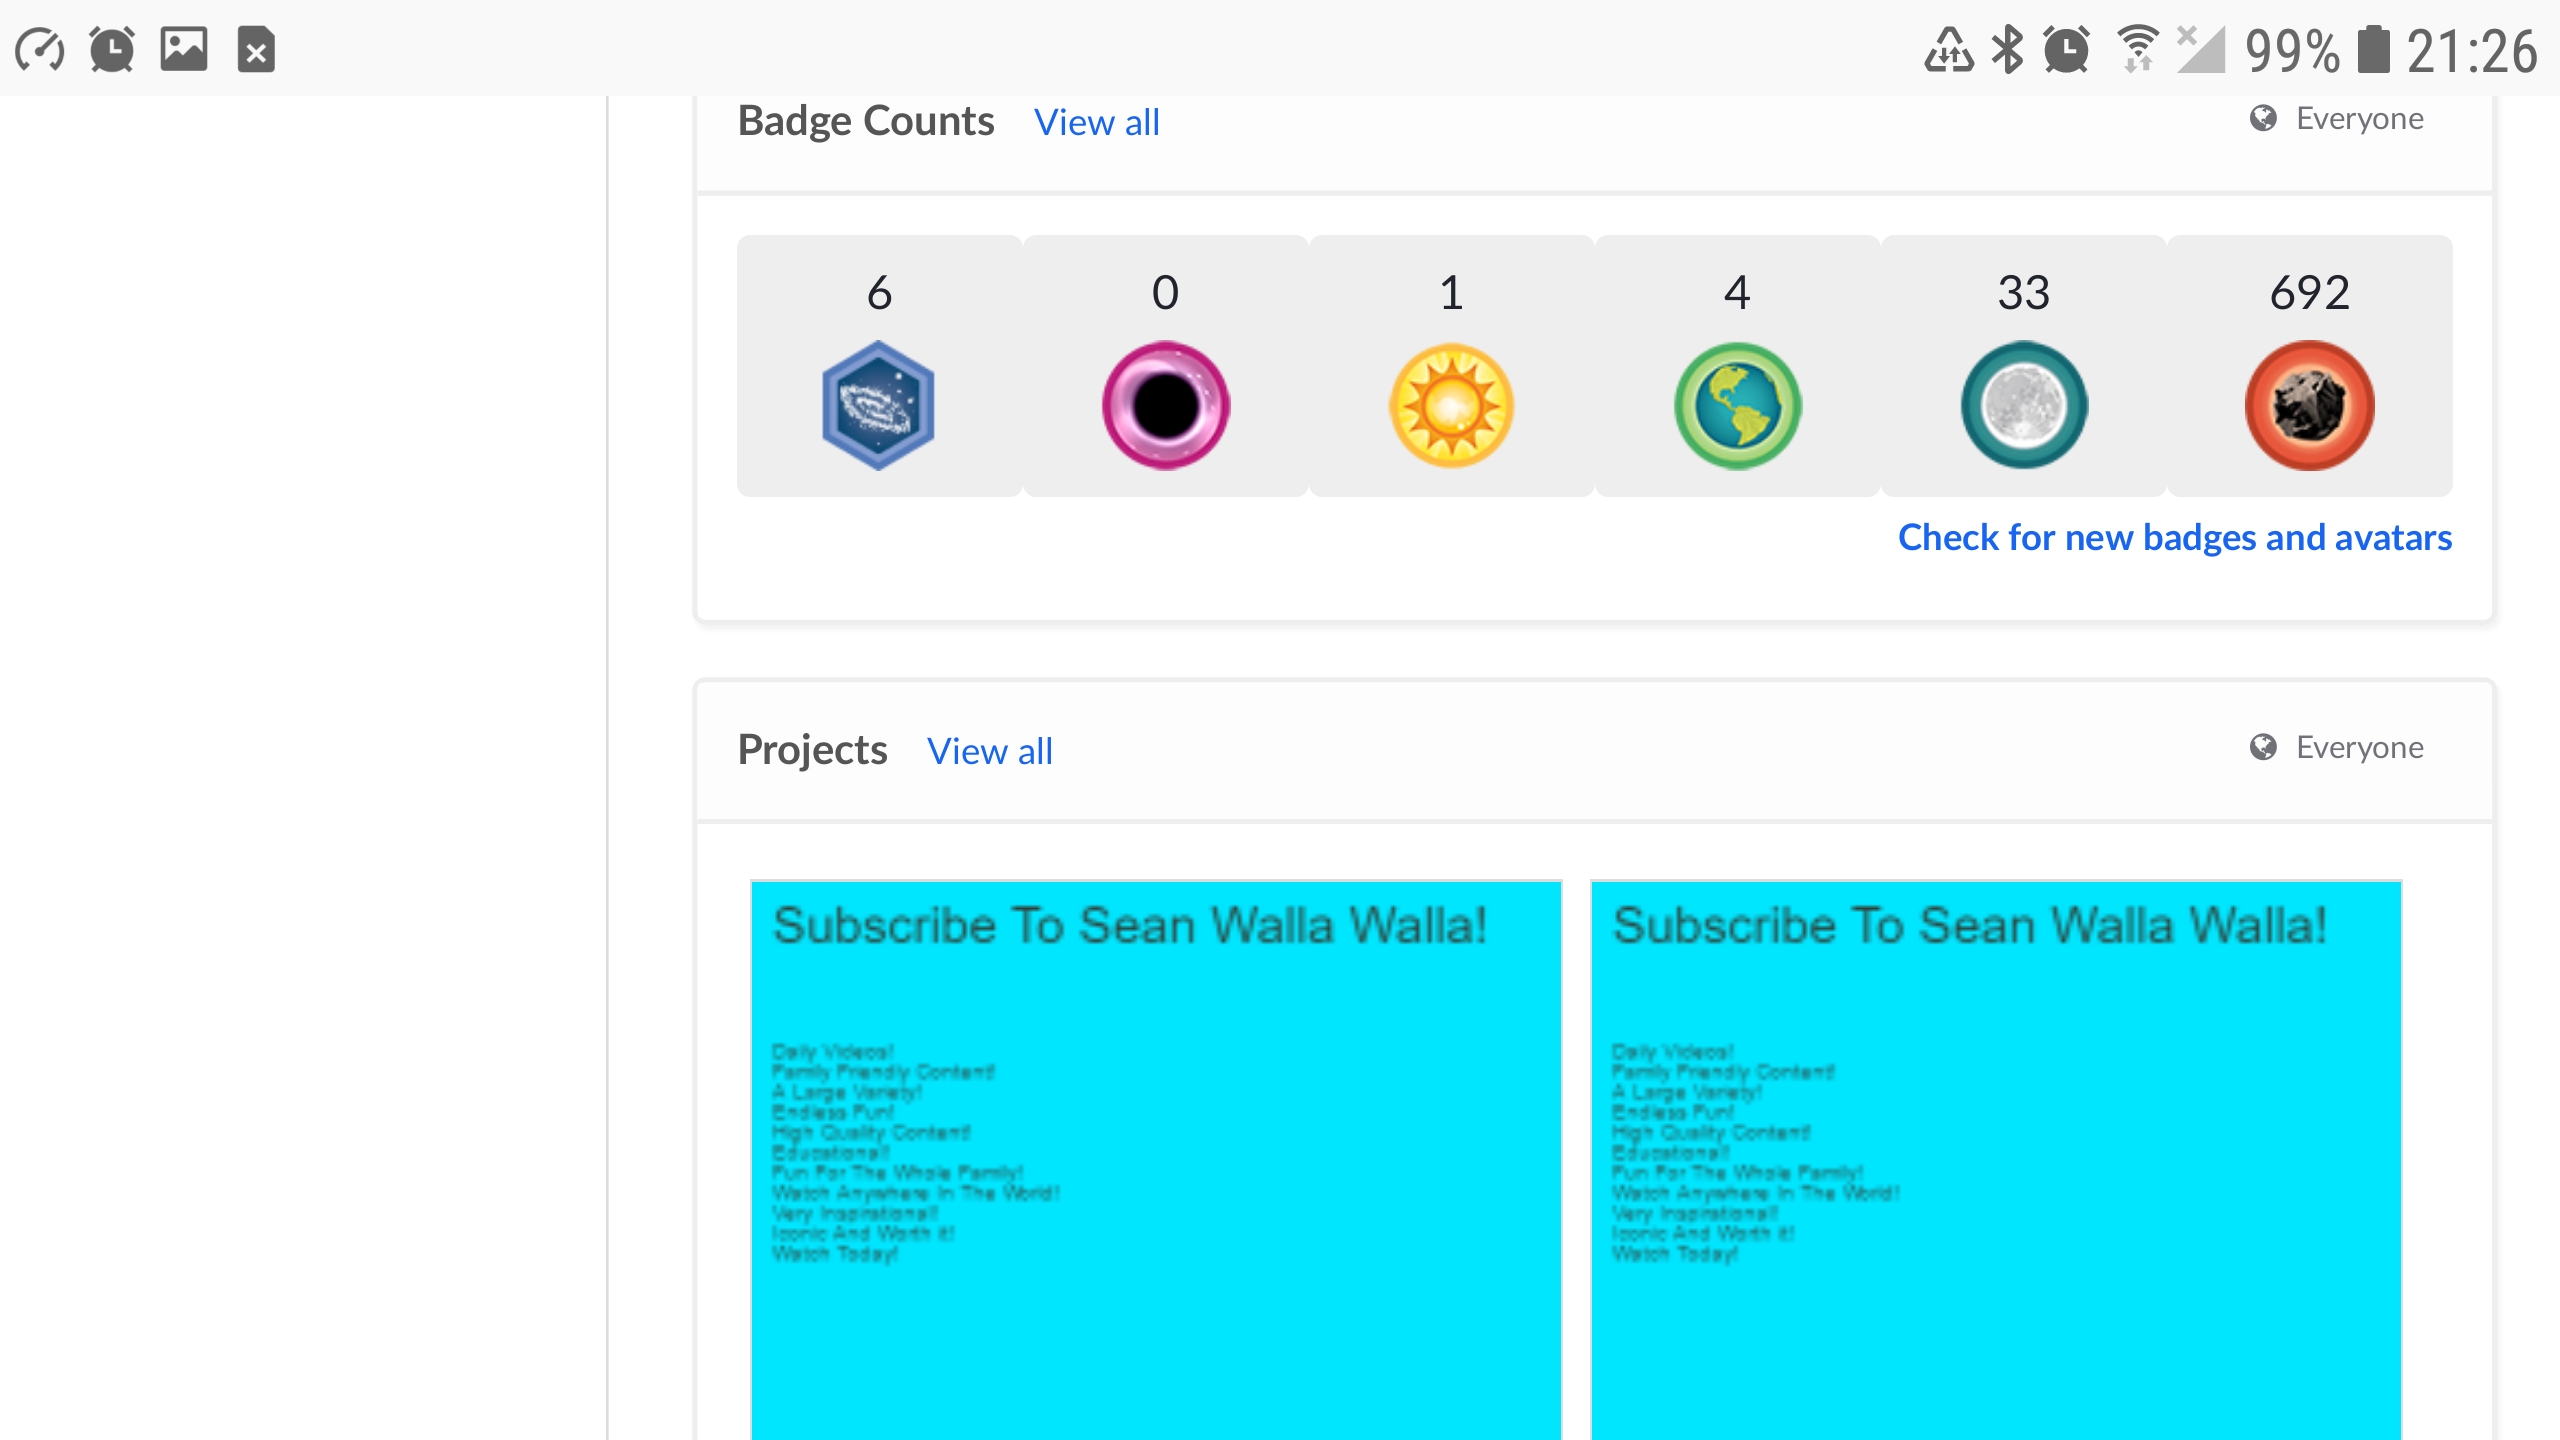 99% 21:26
Badge Counts View all Everyone
6 0 1 4 33 692
Check for new badges and avatars
Projects View all Everyone
Subscribe To Sean Walla Walla!
Daily Videos!
Family Friendly Content!
A Large Variety!
Endless Fun!
High Quality Content!
Educational!
Fun For The Whole Family!
Watch Anywhere In The World!
Very Inspirational!
Iconic And Worth it!
Watch Today!
Subscribe To Sean Walla Walla!
Daily Videos!
Family Friendly Content!
A Large Variety!
Endless Fun!
High Quality Content!
Educational!
Fun For The Whole Family!
Watch Anywhere In The World!
Very Inspirational!
Iconic And Worth it!
Watch Today!